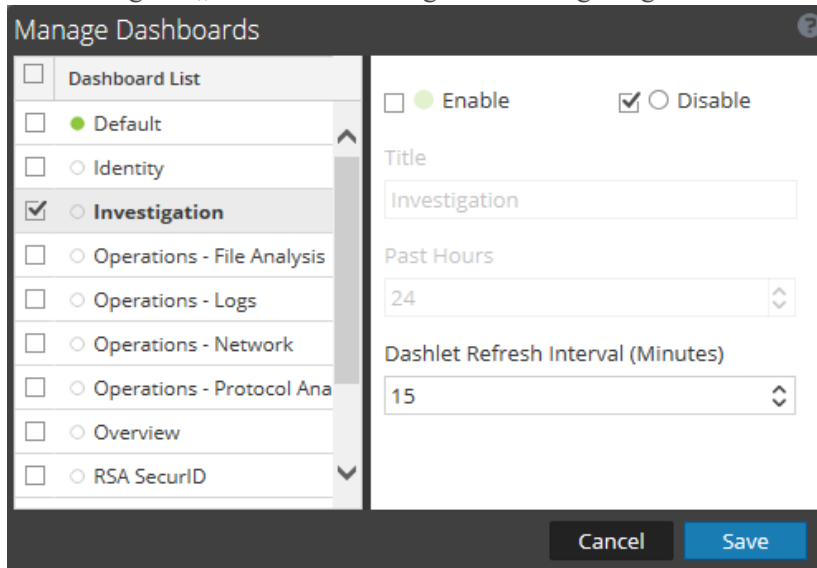 Manage Dashboards
Dashboard List
Default
Identity
Investigation
Operations - File Analysis
Operations - Logs
Operations - Network
Operations - Protocol Ana
Overview
RSA SecurID
Enable
Disable
Title
Investigation
Past Hours
24
Dashlet Refresh Interval (Minutes)
15
Cancel
Save